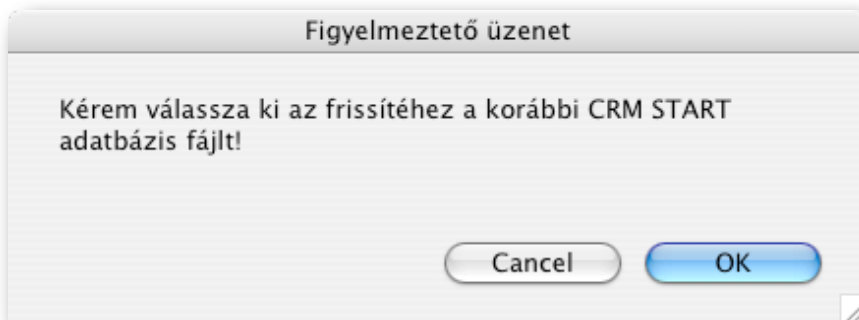 Figyelmeztető üzenet
Kérem válassza ki az frissítéhez a korábbi CRM START
adatbázis fájlt!
Cancel OK